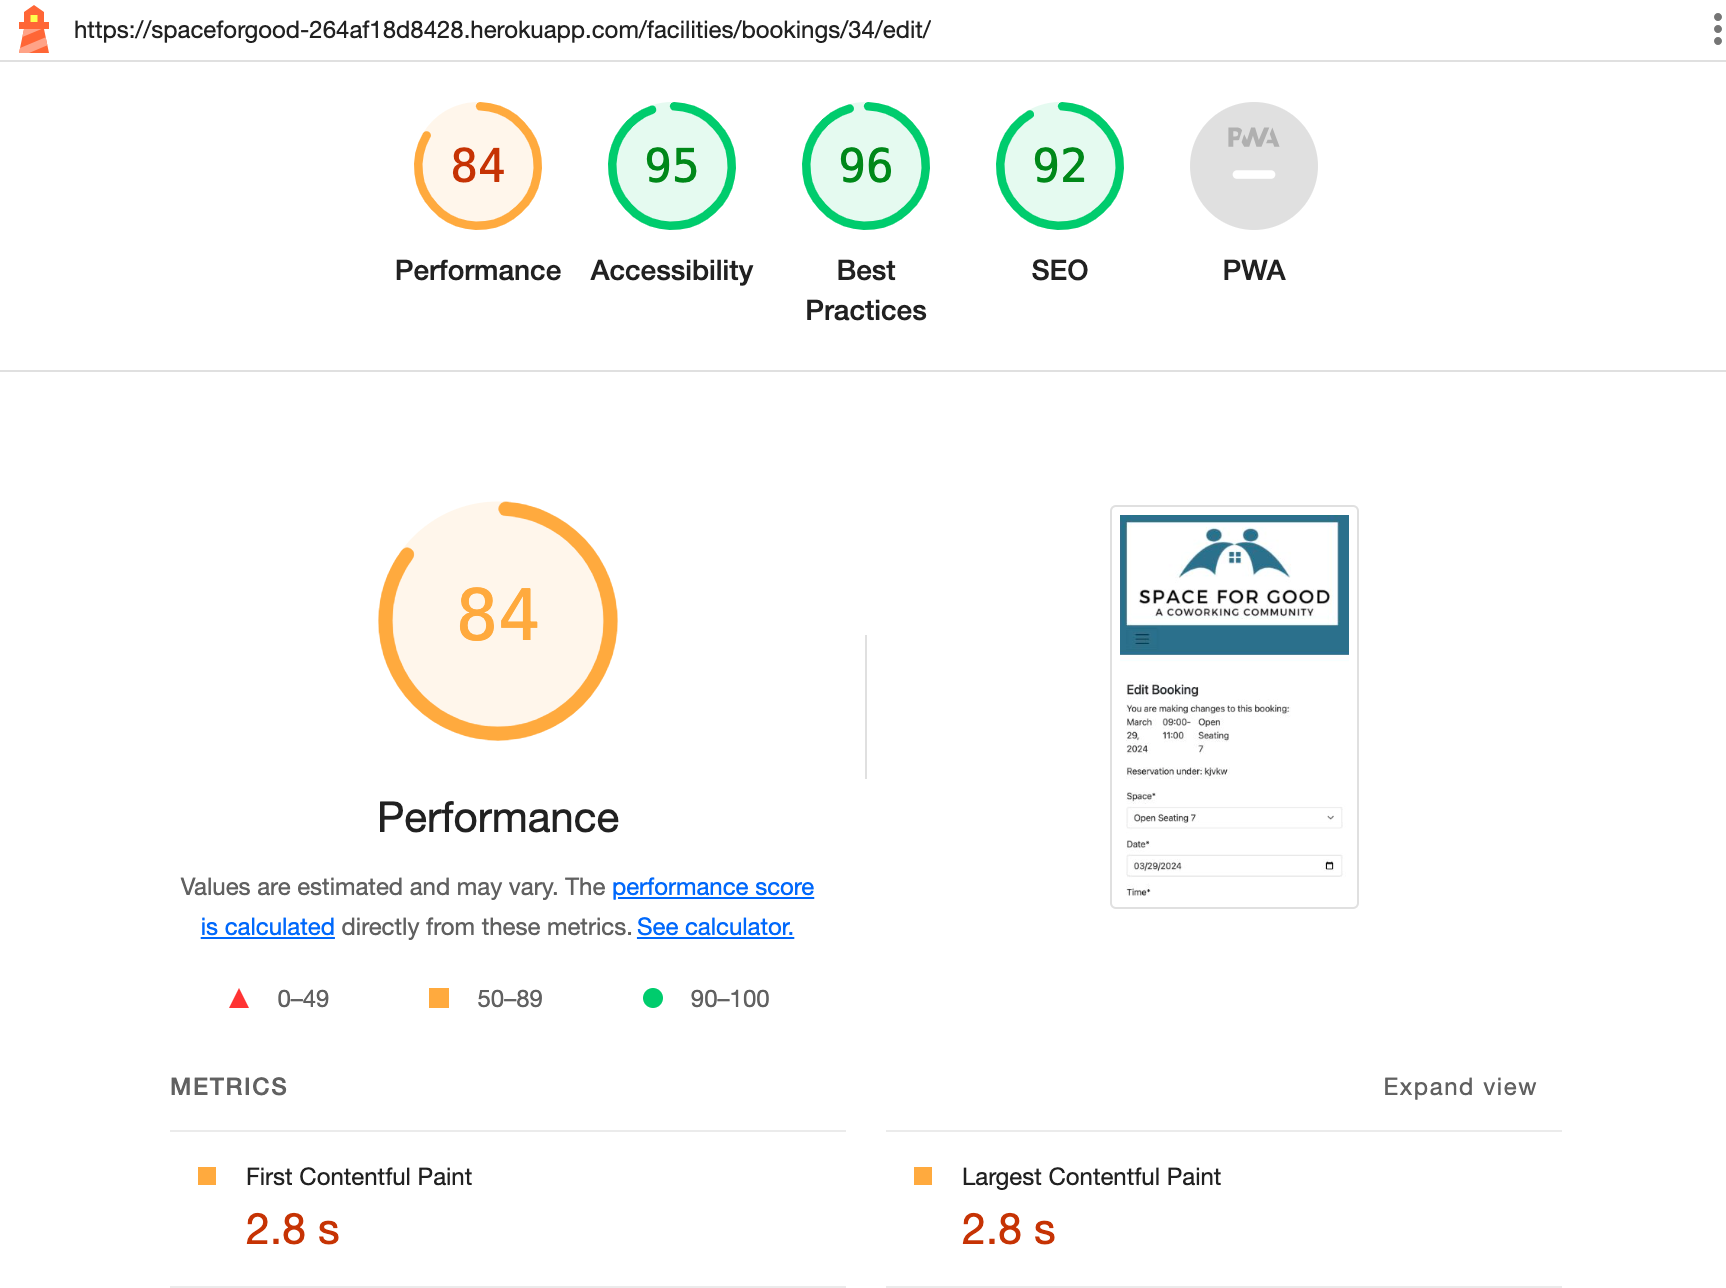 https://spaceforgood-264af18d8428.herokuapp.com/facilities/bookings/34/edit/
84
95
96
92
PWA
Performance
Accessibility
Best
Practices
SEO
PWA
84
Performance
Values are estimated and may vary. The performance score
is calculated directly from these metrics. See calculator.
0–49
50–89
90–100
SPACE FOR GOOD
A COWORKING COMMUNITY
Edit Booking
You are making changes to this booking:
March 09:00- Open
29, 11:00 Seating
2024 7
Reservation under: kjvkw
Space*
Open Seating 7
Date*
03/29/2024
Time*
METRICS
Expand view
First Contentful Paint
2.8 s
Largest Contentful Paint
2.8 s